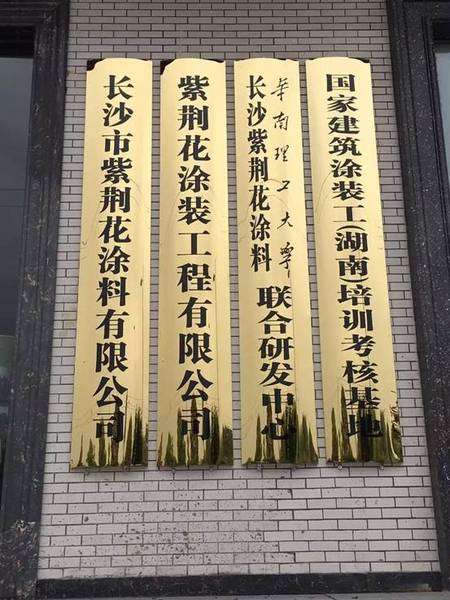 长沙市紫荆花涂料有限公司
紫荆花涂装工程有限公司
长沙紫荆花涂料
华南理工大学
联合研发中心
国家建筑涂装工(湖南)培训考核基地